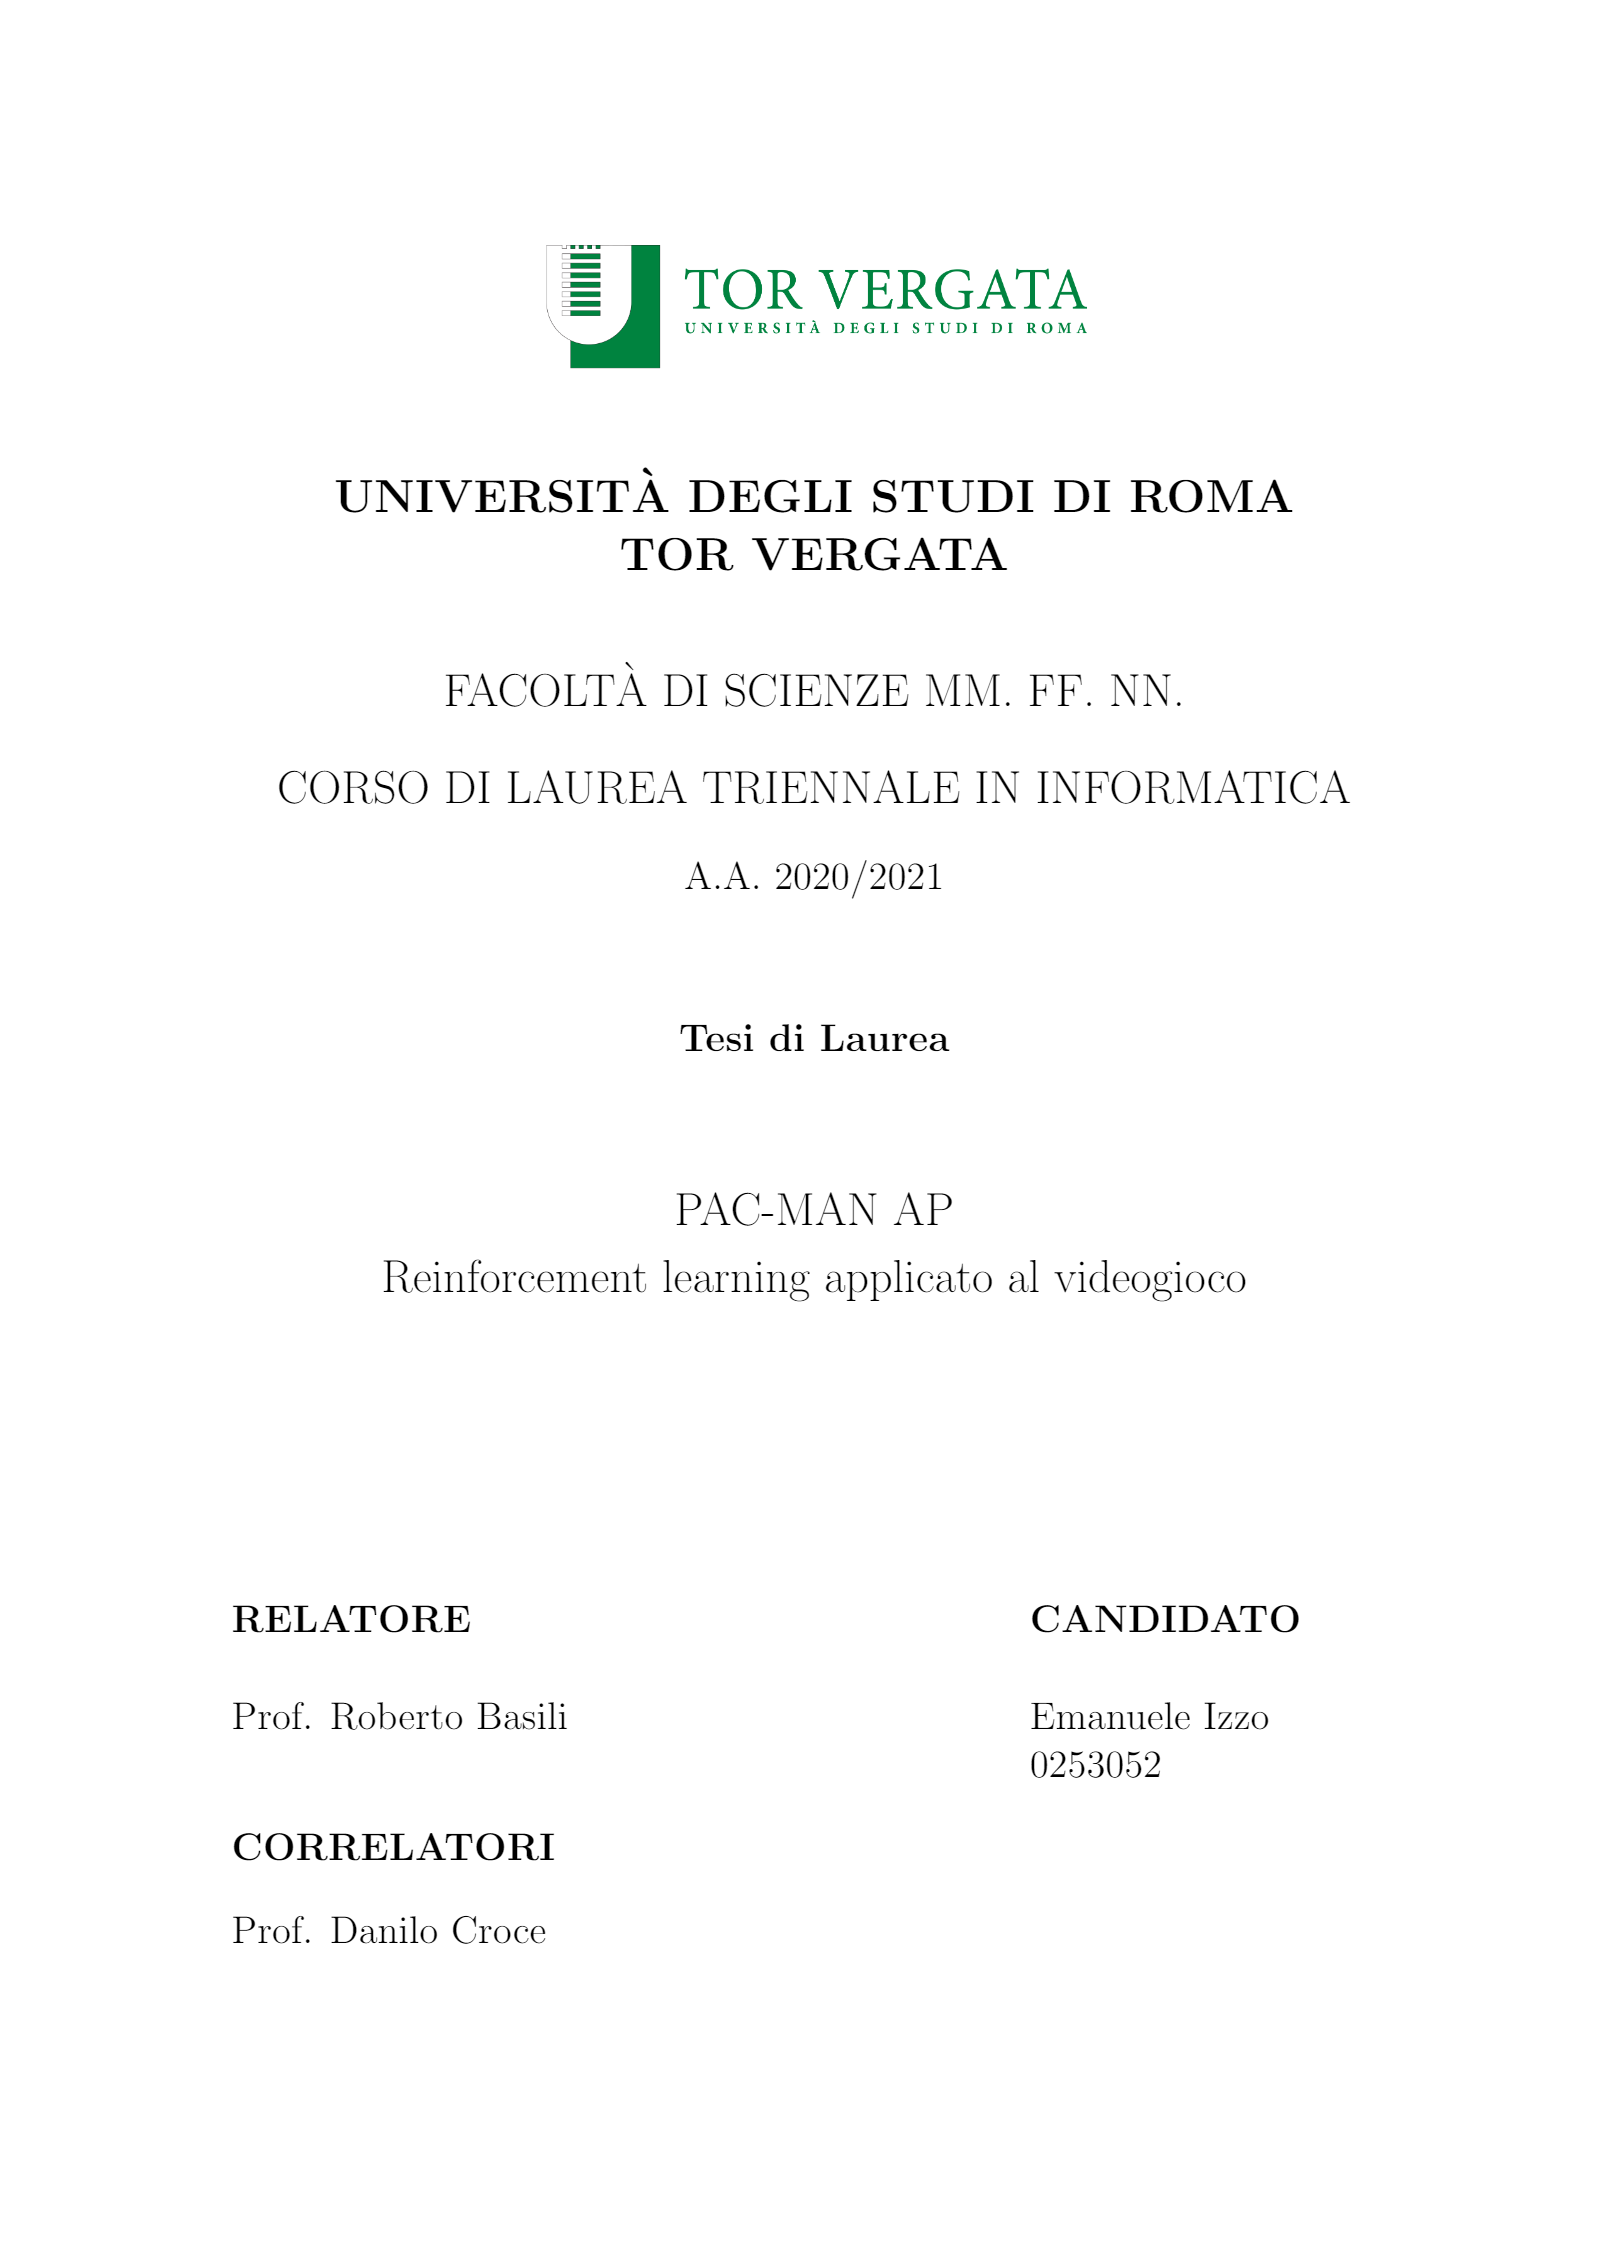 TOR VERGATA
UNIVERSITÀ DEGLI STUDI DI ROMA
UNIVERSITÀ DEGLI STUDI DI ROMA
TOR VERGATA
FACOLTÀ DI SCIENZE MM. FF. NN.
CORSO DI LAUREA TRIENNALE IN INFORMATICA
A.A. 2020/2021
Tesi di Laurea
PAC-MAN AP
Reinforcement learning applicato al videogioco
RELATORE
Prof. Roberto Basili
CORRELATORI
Prof. Danilo Croce
CANDIDATO
Emanuele Izzo
0253052